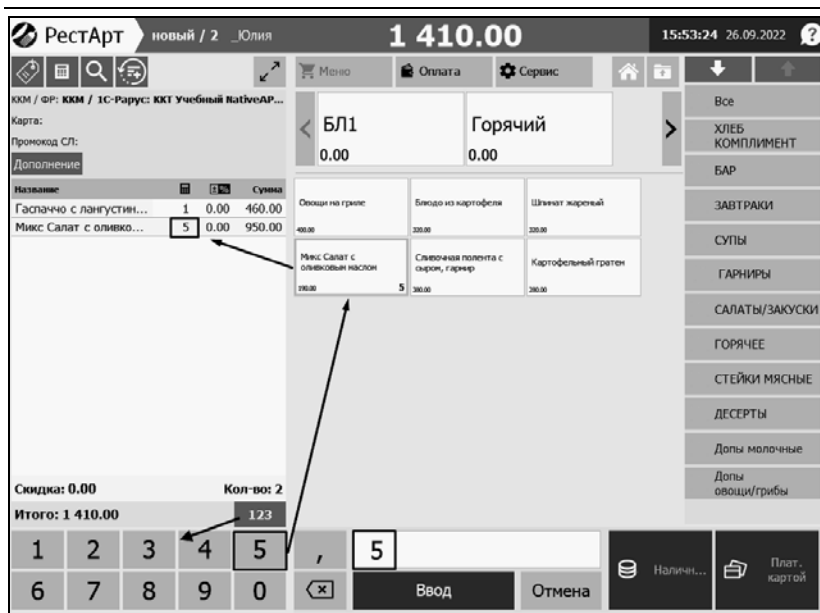 РестАрт
новый / 2 _Юлия
1 410.00
15:53:24 26.09.2022
?
Меню
Оплата
Сервис
ККМ / ФР: ККМ / 1С-Рарус: ККТ Учебный NativeAP...
Карта:
Промокод СЛ:
Дополнение
Название Сумма
Гаспаччо с лангустин... 1 0.00 460.00
Микс Салат с оливко... 5 0.00 950.00
Скидка: 0.00 Кол-во: 2
Итого: 1 410.00 123
< БЛ1
0.00
Горячий
0.00
>
Овощи на гриле
400.00
Блюдо из картофеля
220.00
Шпинат жареный
220.00
Микс Салат с
оливковым маслом
190.00 5
Сливочная полента с
сыром, гарнир
380.00
Картофельный гратен
280.00
Все
ХЛЕБ
КОМПЛИМЕНТ
БАР
ЗАВТРАКИ
СУПЫ
ГАРНИРЫ
САЛАТЫ/ЗАКУСКИ
ГОРЯЧЕЕ
СТЕЙКИ МЯСНЫЕ
ДЕСЕРТЫ
Допы молочные
Допы
овощи/грибы
1 2 3 4 5 , 5
6 7 8 9 0 Ввод Отмена
Наличн...
Плат.
картой